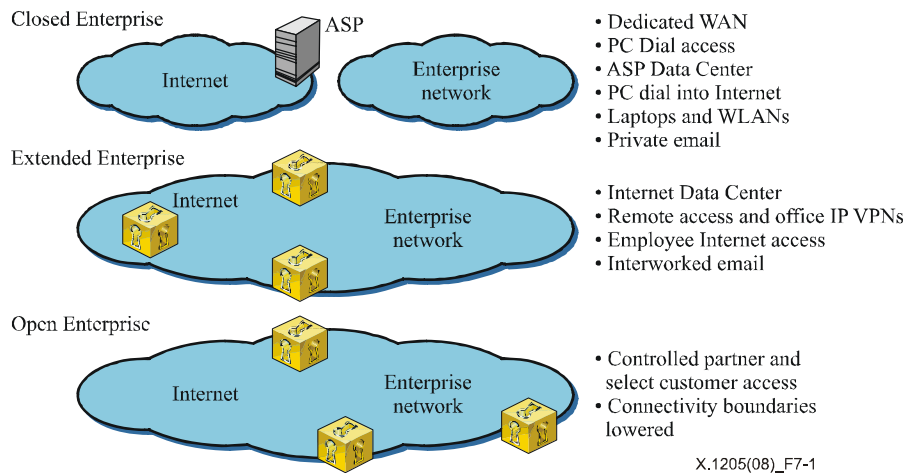 Closed Enterprise
ASP
Internet
Enterprise
network
• Dedicated WAN
• PC Dial access
• ASP Data Center
• PC dial into Internet
• Laptops and WLANs
• Private email
Extended Enterprise
Internet
Enterprise
network
• Internet Data Center
• Remote access and office IP VPNs
• Employee Internet access
• Interworked email
Open Enterprise
Internet
Enterprise
network
• Controlled partner and
select customer access
• Connectivity boundaries
lowered
X.1205(08)_F7-1